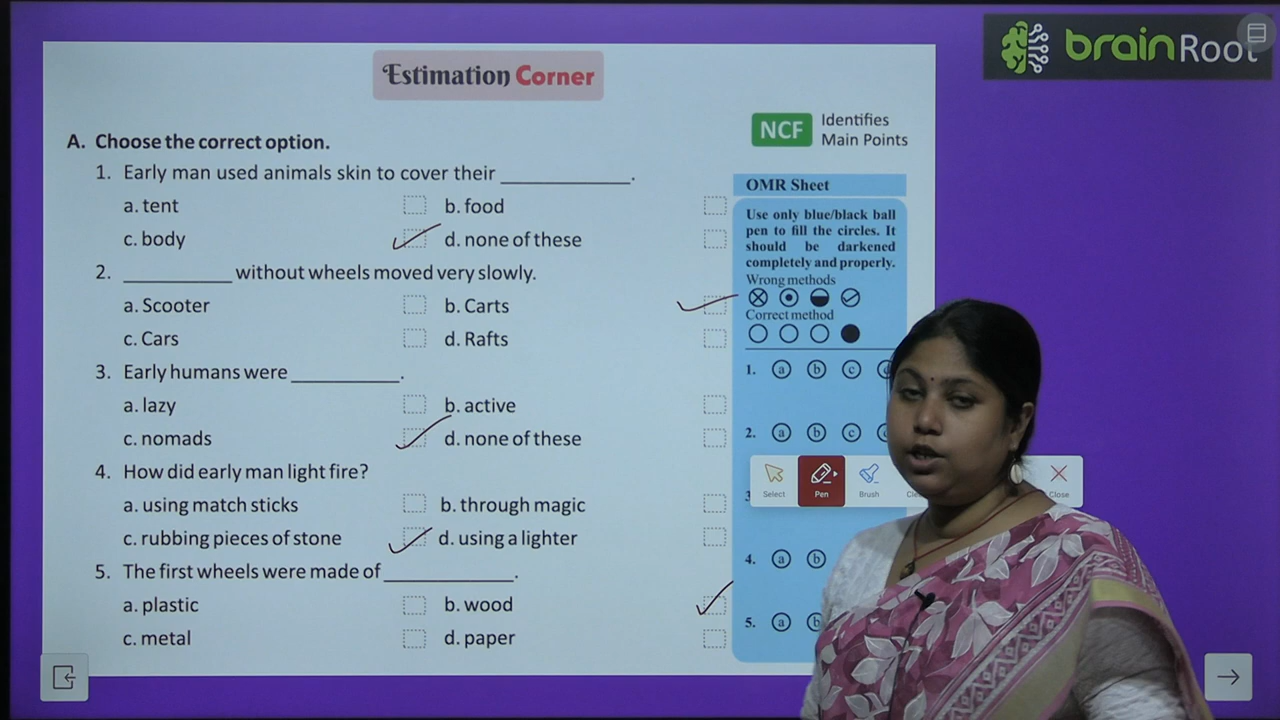 brainRoot
Estimation Corner
NCF Identifies
Main Points
A. Choose the correct option.
1. Early man used animals skin to cover their ____________.
a. tent b. food
c. body d. none of these
2. __________ without wheels moved very slowly.
a. Scooter b. Carts
c. Cars d. Rafts
3. Early humans were __________.
a. lazy b. active
c. nomads d. none of these
4. How did early man light fire?
a. using match sticks b. through magic
c. rubbing pieces of stone d. using a lighter
5. The first wheels were made of ____________.
a. plastic b. wood
c. metal d. paper
OMR Sheet
Use only blue/black ball
pen to fill the circles. It
should be darkened
completely and properly.
Wrong methods
Correct method
1. a b c
2. a b c
Select Pen Brush Close
3
4. a b
5. a b